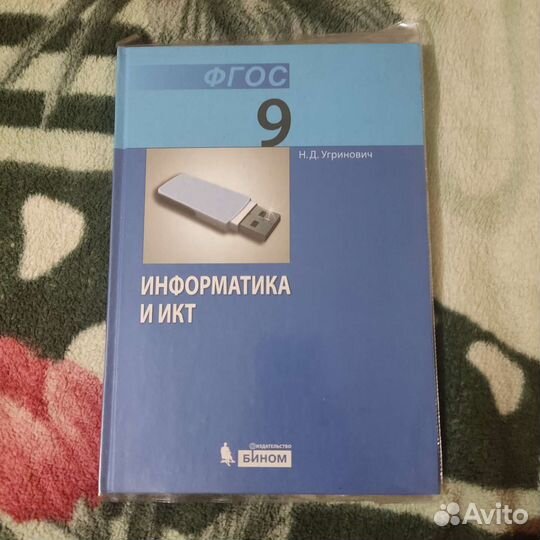 ФГОС
9
Н.Д. Угринович
ИНФОРМАТИКА
И ИКТ
ИЗДАТЕЛЬСТВО
БИНОМ
Avito